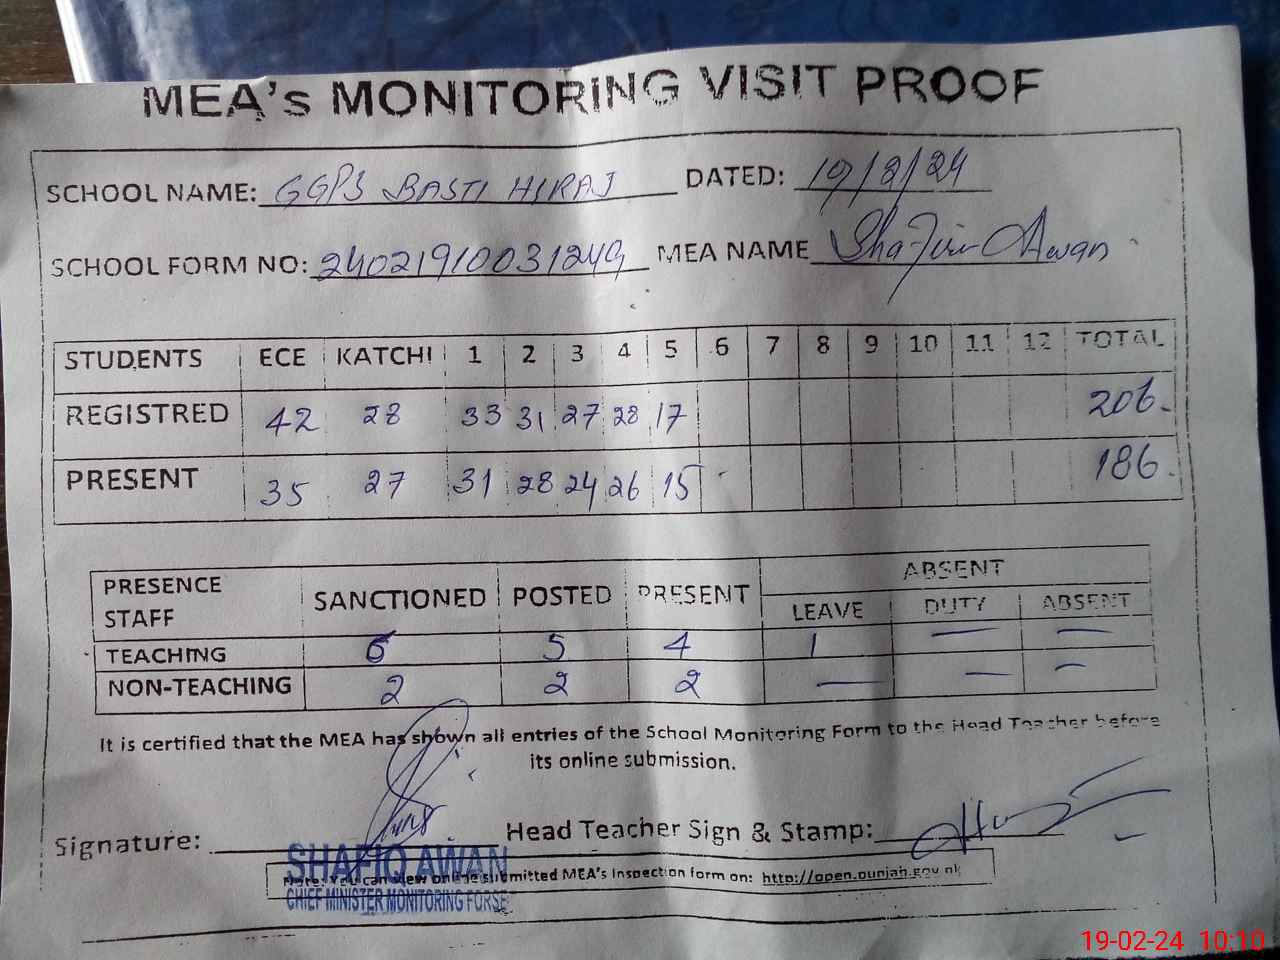 MEA's MONITORING VISIT PROOF
SCHOOL NAME: GGPS BASTI HIRAJ DATED: 19/2/24
SCHOOL FORM NO: 24021910031249 MEA NAME Shafiq Awan
STUDENTS ECE KATCHI 1 2 3 4 5 6 7 8 9 10 11 12 TOTAL
REGISTRED 42 28 33 31 27 28 17 206
PRESENT 35 27 31 28 24 26 15 186
PRESENCE STAFF SANCTIONED POSTED PRESENT ABSENT
LEAVE DUTY ABSENT
TEACHING 6 5 4 1 — —
NON-TEACHING 2 2 2 — — —
It is certified that the MEA has shown all entries of the School Monitoring Form to the Head Teacher before
its online submission.
Signature: Head Teacher Sign & Stamp:
SHAFIQ AWAN
Note: You can view online submitted MEA's Inspection form on: http://open.punjab.gov.pk
CHIEF MINISTER MONITORING FORSE
19-02-24 10:10